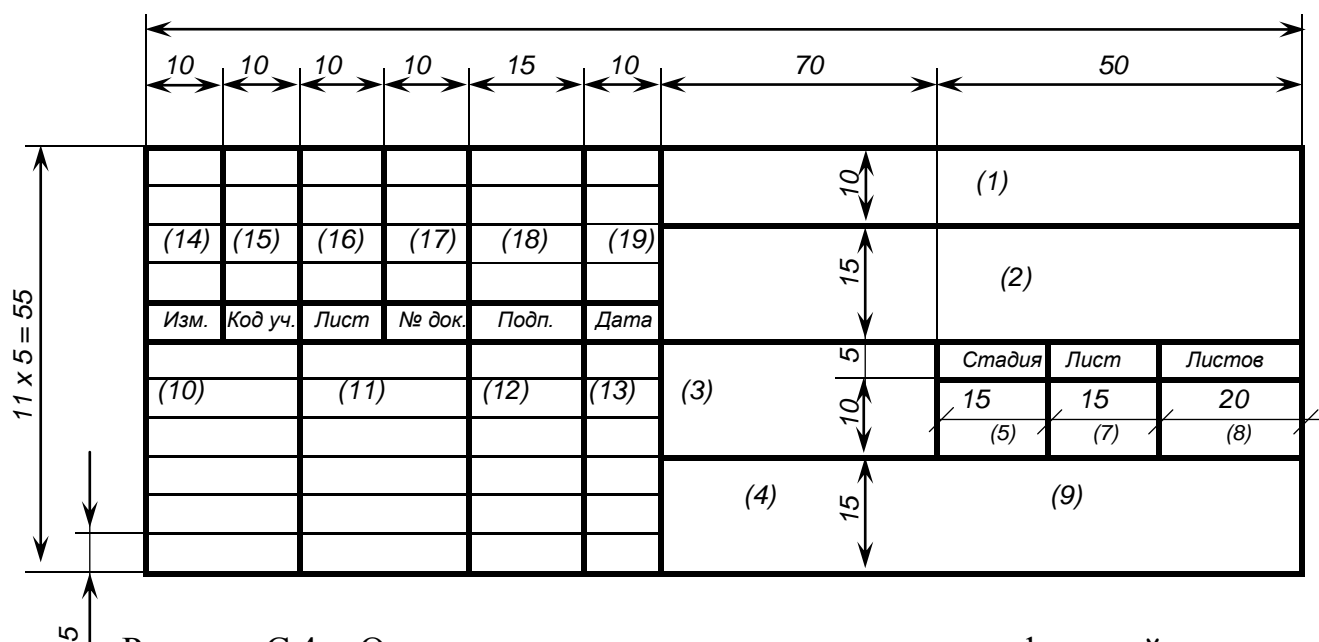 10 10 10 10 15 10 70 50
10 (1)
(14) (15) (16) (17) (18) (19)
15 (2)
11 x 5 = 55
Изм. Код уч. Лист № док. Подп. Дата
5 Стадия Лист Листов
(10) (11) (12) (13) (3) 10 15 15 20
(5) (7) (8)
(4) 15 (9)
5